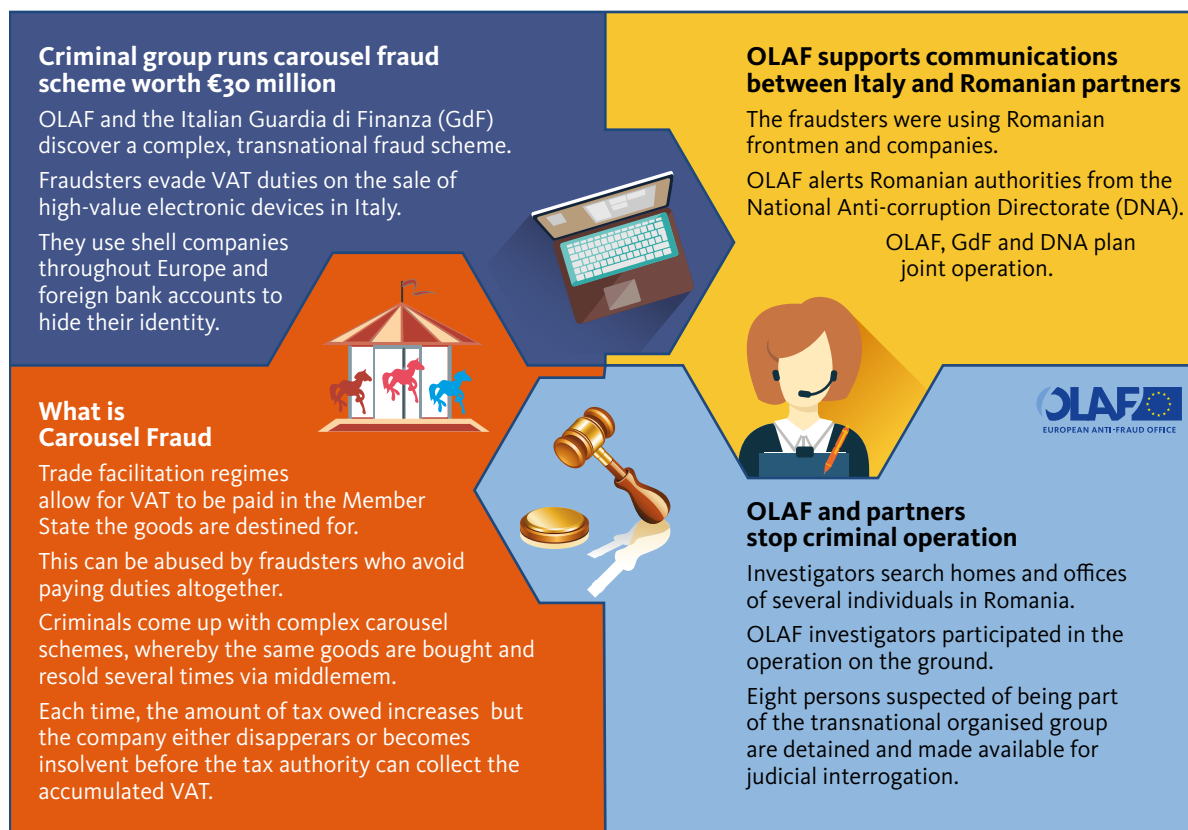 Criminal group runs carousel fraud
scheme worth €30 million
OLAF and the Italian Guardia di Finanza (GdF)
discover a complex, transnational fraud scheme.
Fraudsters evade VAT duties on the sale of
high-value electronic devices in Italy.
They use shell companies
throughout Europe and
foreign bank accounts to
hide their identity.
OLAF supports communications
between Italy and Romanian partners
The fraudsters were using Romanian
frontmen and companies.
OLAF alerts Romanian authorities from the
National Anti-corruption Directorate (DNA).
OLAF, GdF and DNA plan
joint operation.
What is
Carousel Fraud
Trade facilitation regimes
allow for VAT to be paid in the Member
State the goods are destined for.
This can be abused by fraudsters who avoid
paying duties altogether.
Criminals come up with complex carousel
schemes, whereby the same goods are bought and
resold several times via middlemem.
Each time, the amount of tax owed increases but
the company either disapperars or becomes
insolvent before the tax authority can collect the
accumulated VAT.
OLAF
EUROPEAN ANTI-FRAUD OFFICE
OLAF and partners
stop criminal operation
Investigators search homes and offices
of several individuals in Romania.
OLAF investigators participated in the
operation on the ground.
Eight persons suspected of being part
of the transnational organised group
are detained and made available for
judicial interrogation.